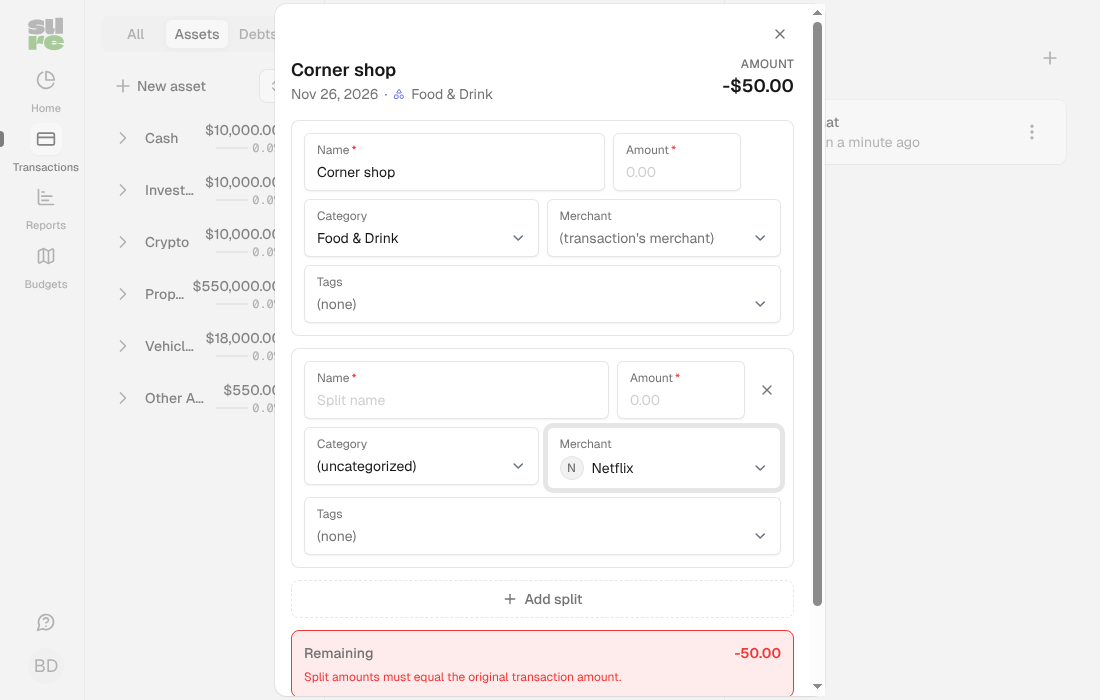 sure
Home
Transactions
Reports
Budgets
BD
All
Assets
Debts
New asset
Cash
$10,000.00
0.0%
Invest...
$10,000.00
0.0%
Crypto
$10,000.00
0.0%
Prop...
$550,000.00
0.0%
Vehicl...
$18,000.00
0.0%
Other A...
$550.00
0.0%
Corner shop
AMOUNT
Nov 26, 2026 · Food & Drink
-$50.00
Name *
Corner shop
Amount *
0.00
Category
Food & Drink
Merchant
(transaction's merchant)
Tags
(none)
Name *
Split name
Amount *
0.00
Category
(uncategorized)
Merchant
N Netflix
Tags
(none)
Add split
Remaining
-50.00
Split amounts must equal the original transaction amount.
at
n a minute ago